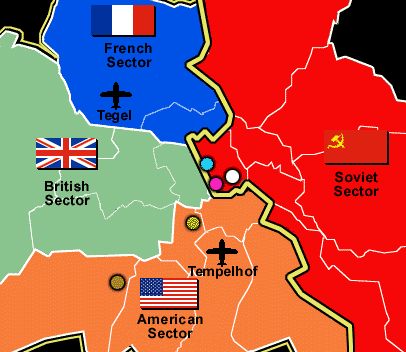 French
Sector
Tegel
British
Sector
Soviet
Sector
Tempelhof
American
Sector